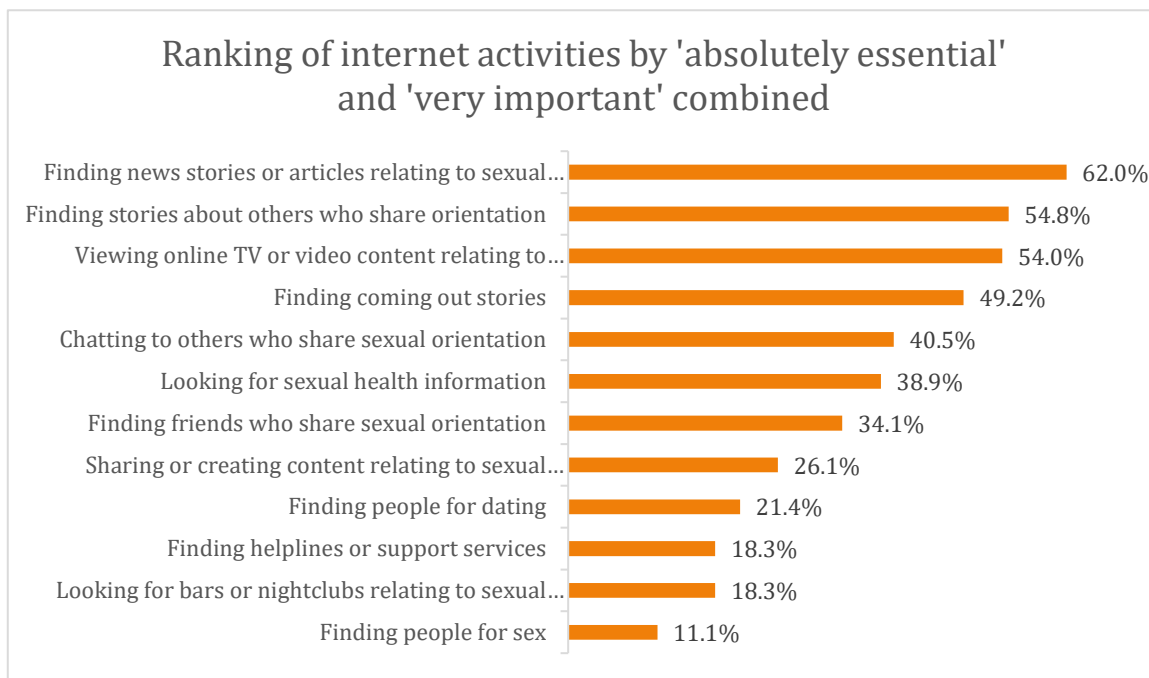 Ranking of internet activities by 'absolutely essential'
and 'very important' combined
Finding news stories or articles relating to sexual… 62.0%
Finding stories about others who share orientation 54.8%
Viewing online TV or video content relating to… 54.0%
Finding coming out stories 49.2%
Chatting to others who share sexual orientation 40.5%
Looking for sexual health information 38.9%
Finding friends who share sexual orientation 34.1%
Sharing or creating content relating to sexual… 26.1%
Finding people for dating 21.4%
Finding helplines or support services 18.3%
Looking for bars or nightclubs relating to sexual… 18.3%
Finding people for sex 11.1%